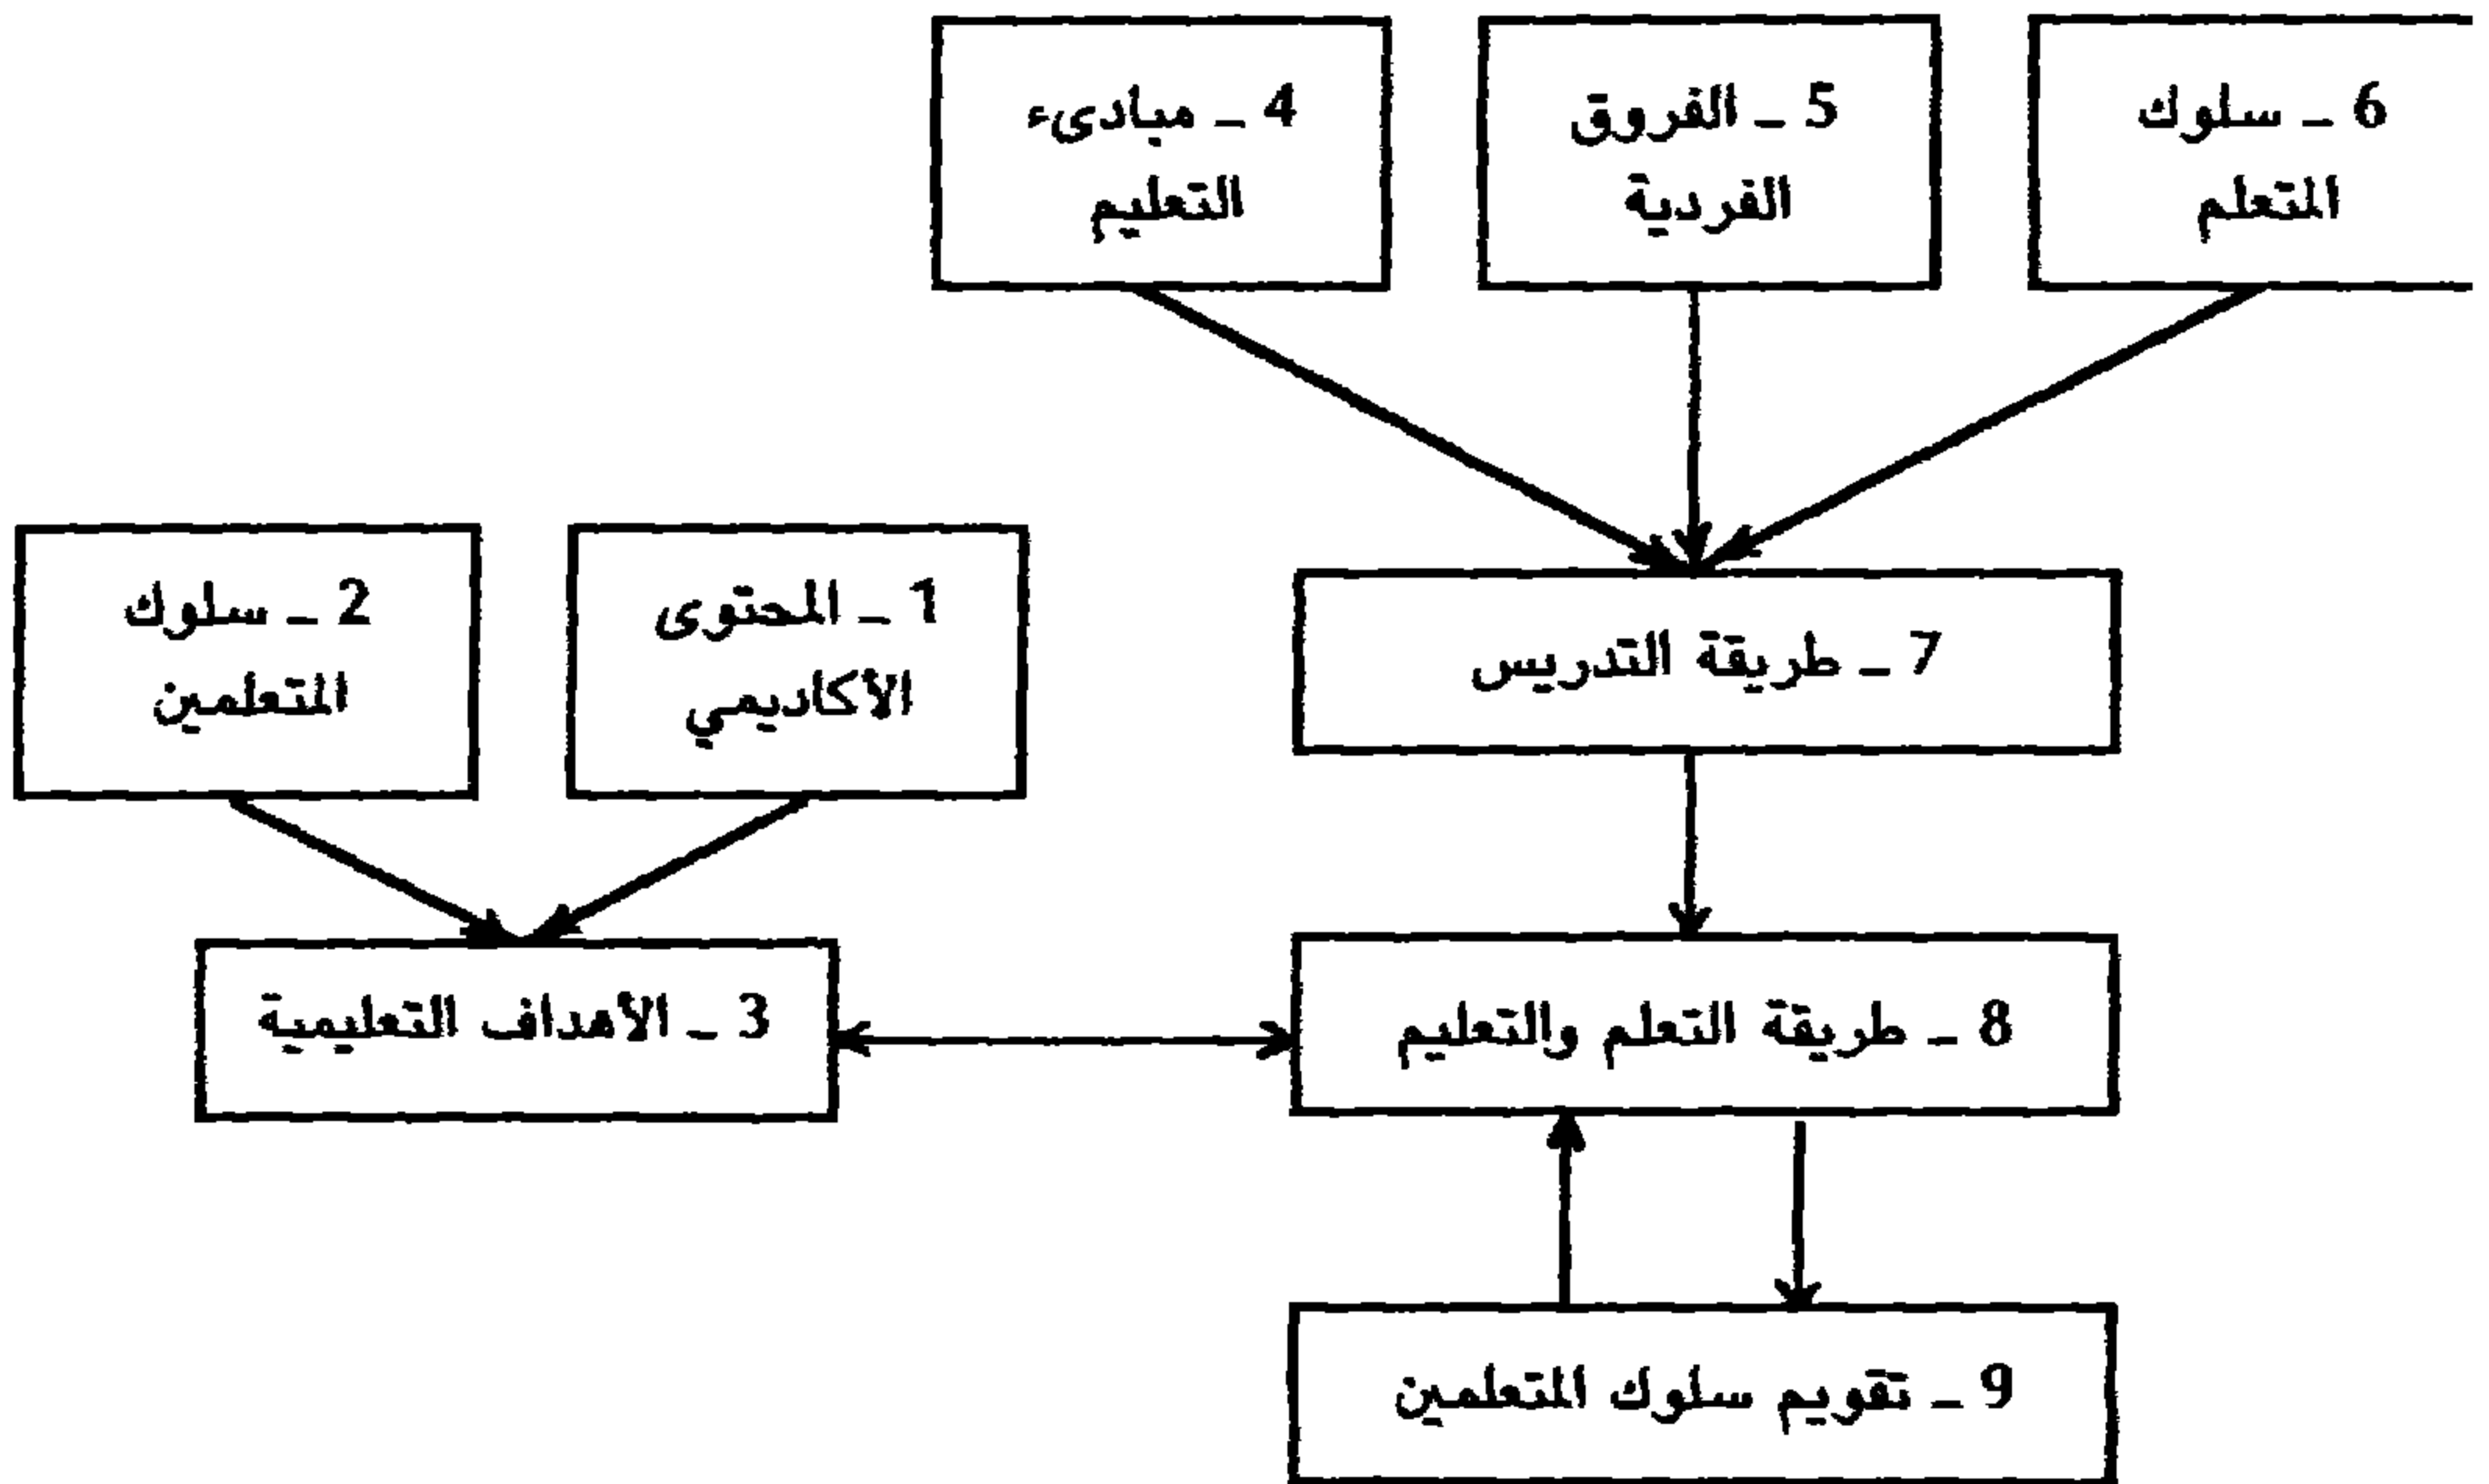 6 ـ سلوك
المتعلم
5 ـ الفروق
الفردية
4 ـ مبادىء
التعليم
1 ـ المحتوى
الأكاديمي
2 ـ سلوك
المتعلمين
7 ـ طريقة التدريس
3 ـ الأهداف التعليمية
8 ـ طريقة التعلم والتعليم
9 ـ تقويم سلوك المتعلمين